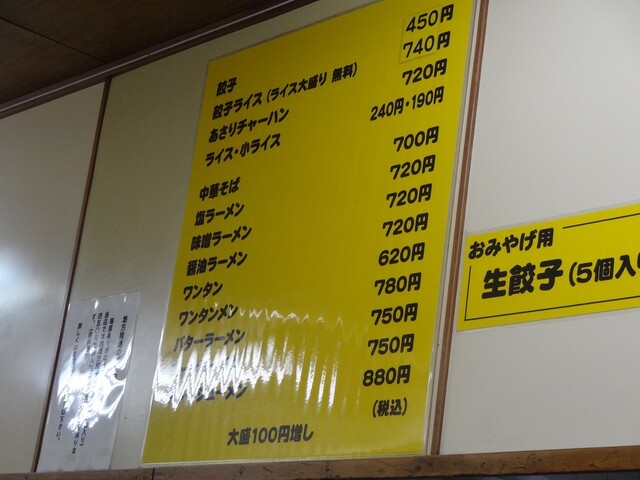 餃子 450円
餃子ライス (ライス大盛り 無料) 740円
あさりチャーハン 720円
ライス・小ライス 240円・190円
中華そば 700円
塩ラーメン 720円
味噌ラーメン 720円
醤油ラーメン 720円
ワンタン 620円
ワンタンメン 780円
バターラーメン 750円
750円
880円
(税込)
大盛100円増し
おみやげ用
生餃子 (5個入り